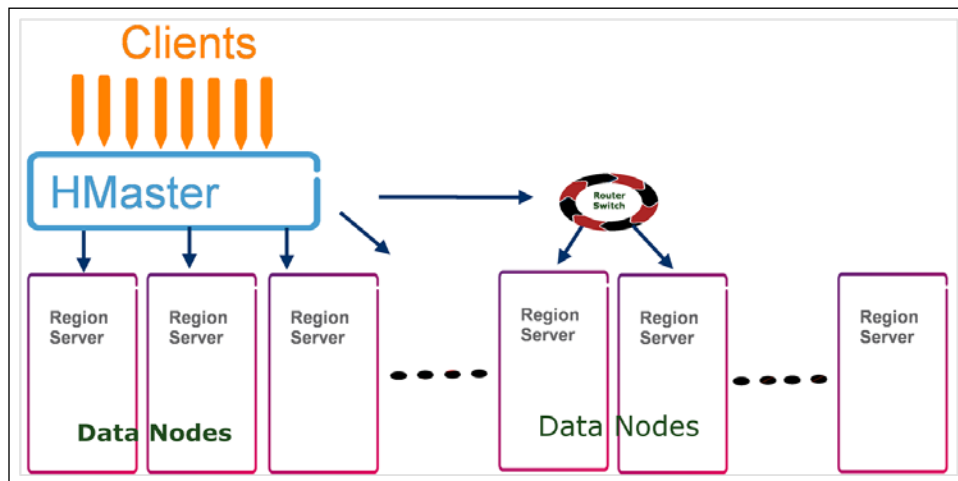 Clients
HMaster
Router
Switch
Region
Server
Region
Server
Region
Server
Region
Server
Region
Server
Region
Server
Data Nodes
Data Nodes